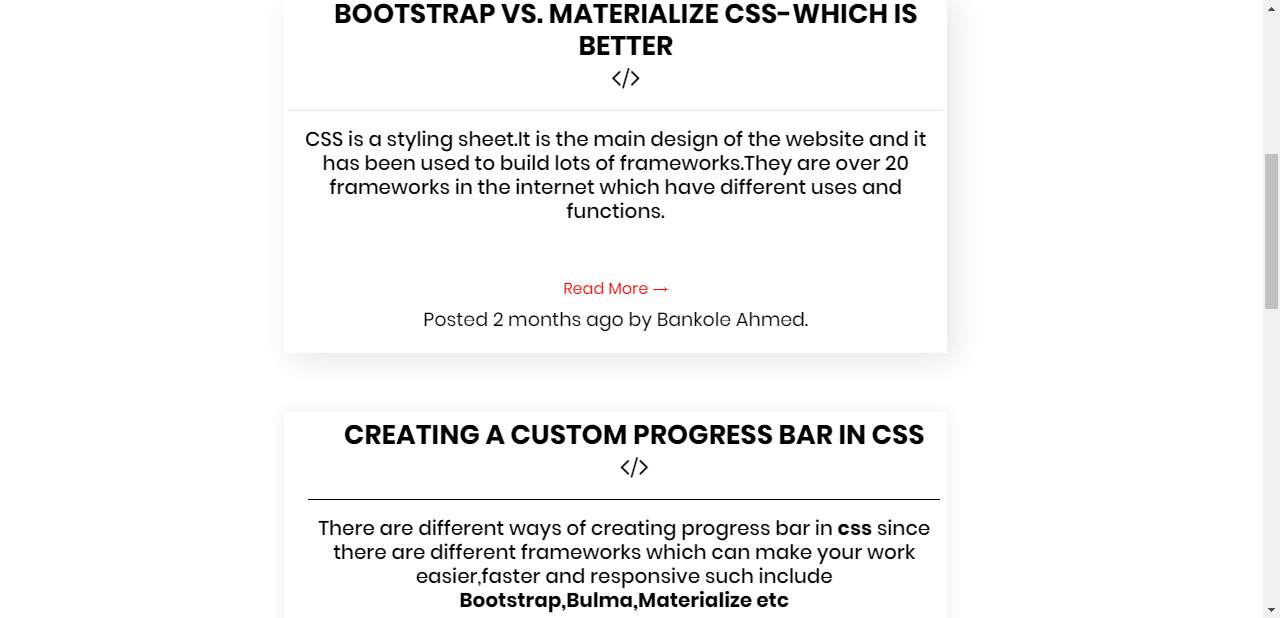 BOOTSTRAP VS. MATERIALIZE CSS-WHICH IS
BETTER
</>
CSS is a styling sheet.It is the main design of the website and it
has been used to build lots of frameworks.They are over 20
frameworks in the internet which have different uses and
functions.
Read More →
Posted 2 months ago by Bankole Ahmed.
CREATING A CUSTOM PROGRESS BAR IN CSS
</>
There are different ways of creating progress bar in css since
there are different frameworks which can make your work
easier,faster and responsive such include
Bootstrap,Bulma,Materialize etc